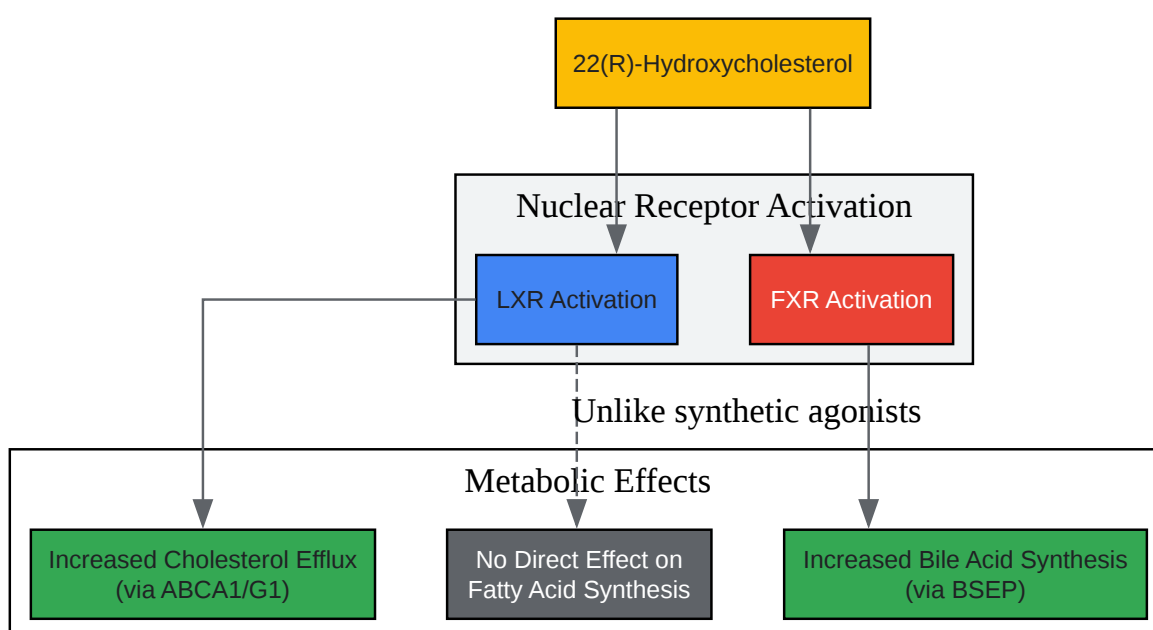 22(R)-Hydroxycholesterol
Nuclear Receptor Activation
LXR Activation
FXR Activation
Unlike synthetic agonists
Metabolic Effects
Increased Cholesterol Efflux
(via ABCA1/G1)
No Direct Effect on
Fatty Acid Synthesis
Increased Bile Acid Synthesis
(via BSEP)